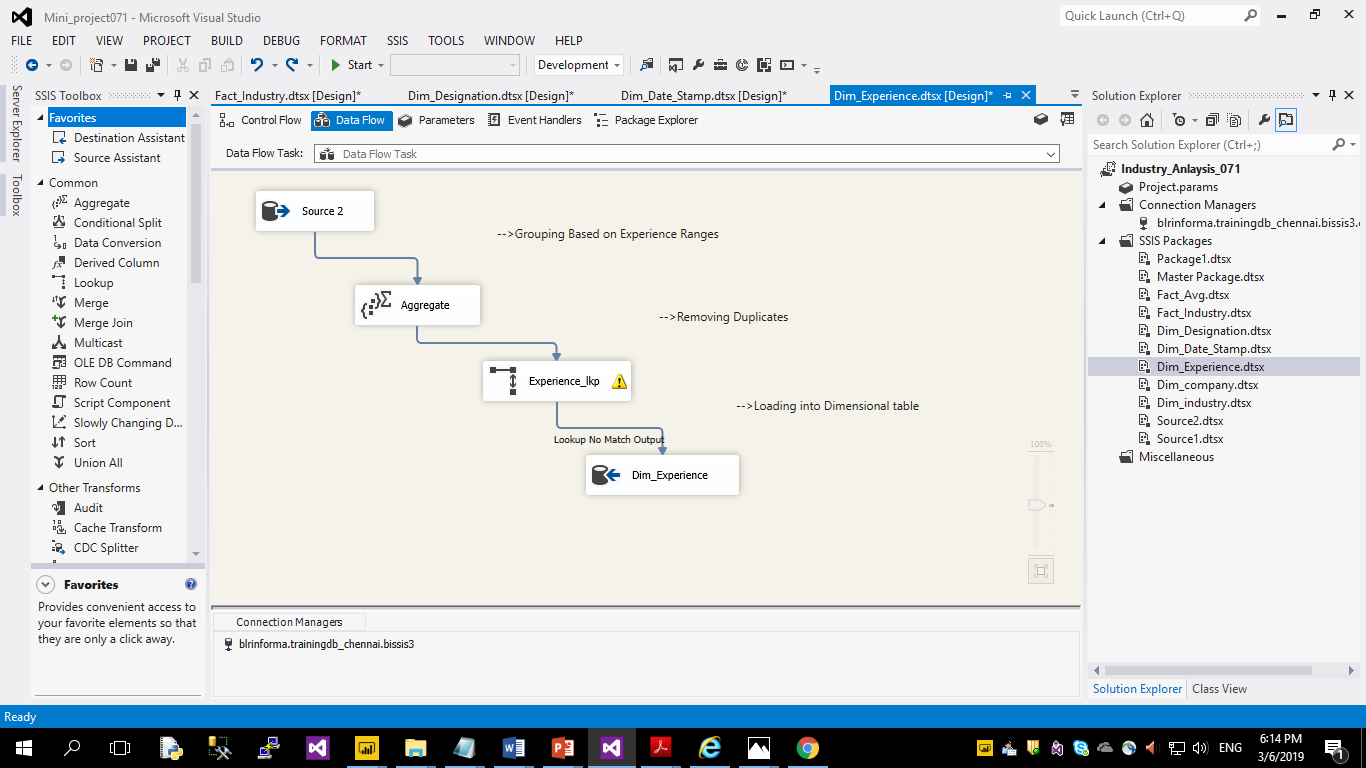 Mini_project071 - Microsoft Visual Studio
Quick Launch (Ctrl+Q)
FILE EDIT VIEW PROJECT BUILD DEBUG FORMAT SSIS TOOLS WINDOW HELP
Start Development
Server Explorer
Toolbox
SSIS Toolbox
Favorites
Destination Assistant
Source Assistant
Common
Aggregate
Conditional Split
Data Conversion
Derived Column
Lookup
Merge
Merge Join
Multicast
OLE DB Command
Row Count
Script Component
Slowly Changing D...
Sort
Union All
Other Transforms
Audit
Cache Transform
CDC Splitter
Favorites
Provides convenient access to
your favorite elements so that
they are only a click away.
Fact_Industry.dtsx [Design]* Dim_Designation.dtsx [Design]* Dim_Date_Stamp.dtsx [Design]* Dim_Experience.dtsx [Design]*
Control Flow Data Flow Parameters Event Handlers Package Explorer
Data Flow Task: Data Flow Task
Source 2
-->Grouping Based on Experience Ranges
Aggregate
-->Removing Duplicates
Experience_lkp
-->Loading into Dimensional table
Lookup No Match Output
Dim_Experience
100%
Connection Managers
blrinforma.trainingdb_chennai.bissis3
Solution Explorer
Search Solution Explorer (Ctrl+;)
Industry_Anlaysis_071
Project.params
Connection Managers
blrinforma.trainingdb_chennai.bissis3.
SSIS Packages
Package1.dtsx
Master Package.dtsx
Fact_Avg.dtsx
Fact_Industry.dtsx
Dim_Designation.dtsx
Dim_Date_Stamp.dtsx
Dim_Experience.dtsx
Dim_company.dtsx
Dim_industry.dtsx
Source2.dtsx
Source1.dtsx
Miscellaneous
Solution Explorer Class View
Ready
ENG
6:14 PM
3/6/2019
1